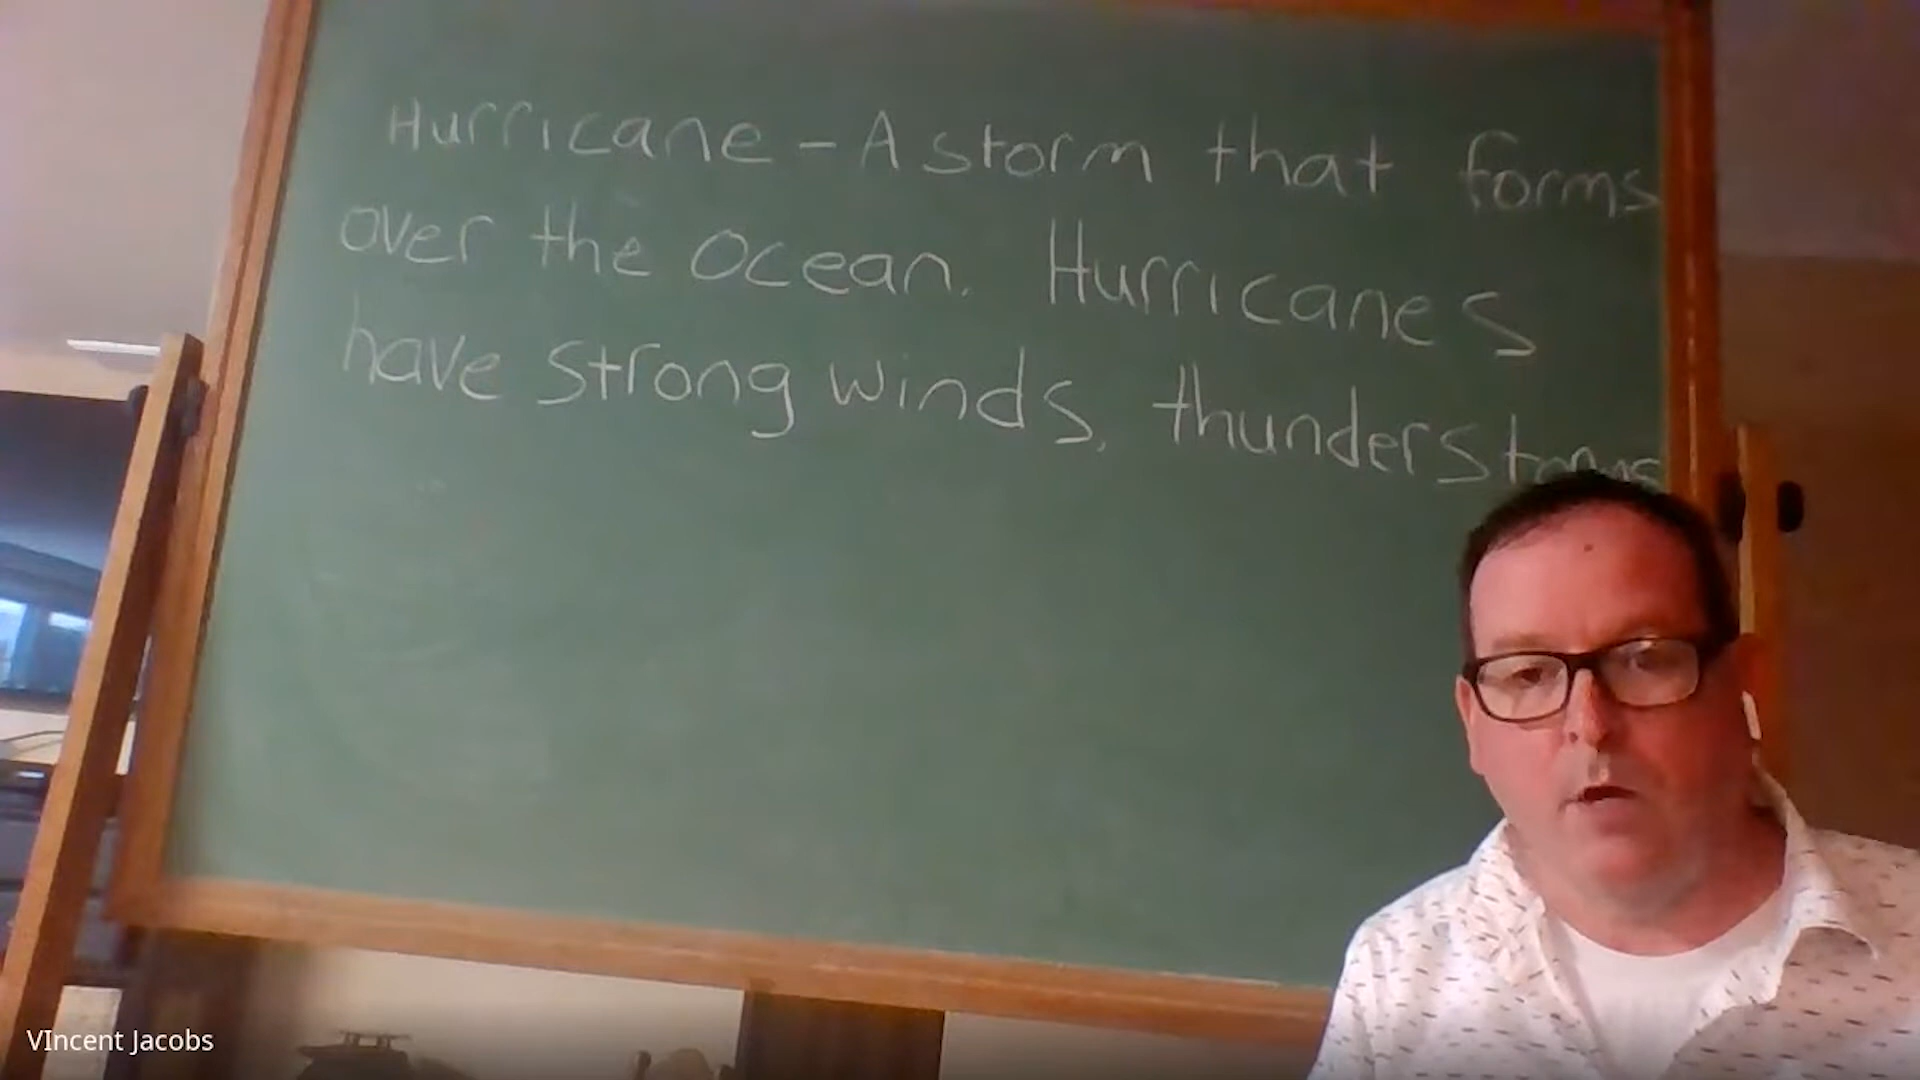 Hurricane - A storm that forms
over the ocean. Hurricanes
have strong winds, thunderstorms
VIncent Jacobs